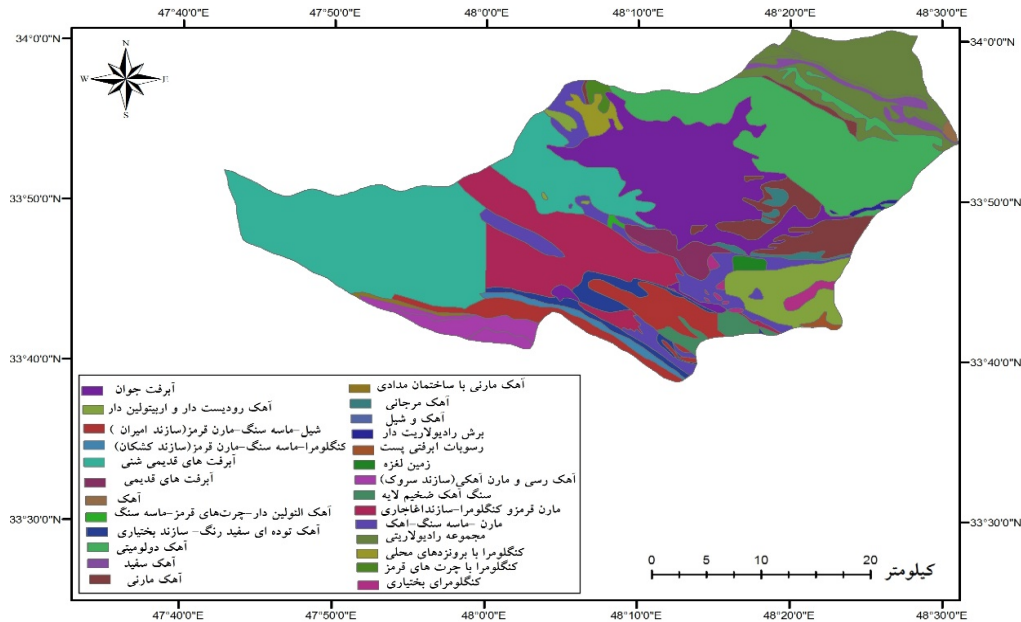 47°40'0"E 47°50'0"E 48°0'0"E 48°10'0"E 48°20'0"E 48°30'0"E
34°0'0"N 34°0'0"N
N
W E
S
33°50'0"N 33°50'0"N
33°40'0"N 33°40'0"N
33°30'0"N 33°30'0"N
آبرفت جوان
آهک رودیست دار و اربیتولین دار
شیل-ماسه سنگ-مارن قرمز(سازند امیران )
کنگلومرا-ماسه سنگ-مارن قرمز(سازند کشکان)
آبرفت های قدیمی شنی
آبرفت های قدیمی
آهک
آهک النولین دار-چرت‌های قرمز-ماسه سنگ
آهک توده ای سفید رنگ- سازند بختیاری
آهک دولومیتی
آهک سفید
آهک مارنی
آهک مارنی با ساختمان مدادی
آهک مرجانی
آهک و شیل
برش رادیولاریت دار
رسوبات ابرفتی پست
زمین لغزه
آهک رسی و مارن آهکی(سازند سروک)
سنگ آهک ضخیم لایه
مارن قرمزو کنگلومرا-سازنداغاجاری
مارن -ماسه سنگ-اهک
مجموعه رادیولاریتی
کنگلومرا با برونزدهای محلی
کنگلومرا با چرت های قرمز
کنگلومرای بختیاری
0 5 10 20 کیلومتر
47°40'0"E 47°50'0"E 48°0'0"E 48°10'0"E 48°20'0"E 48°30'0"E